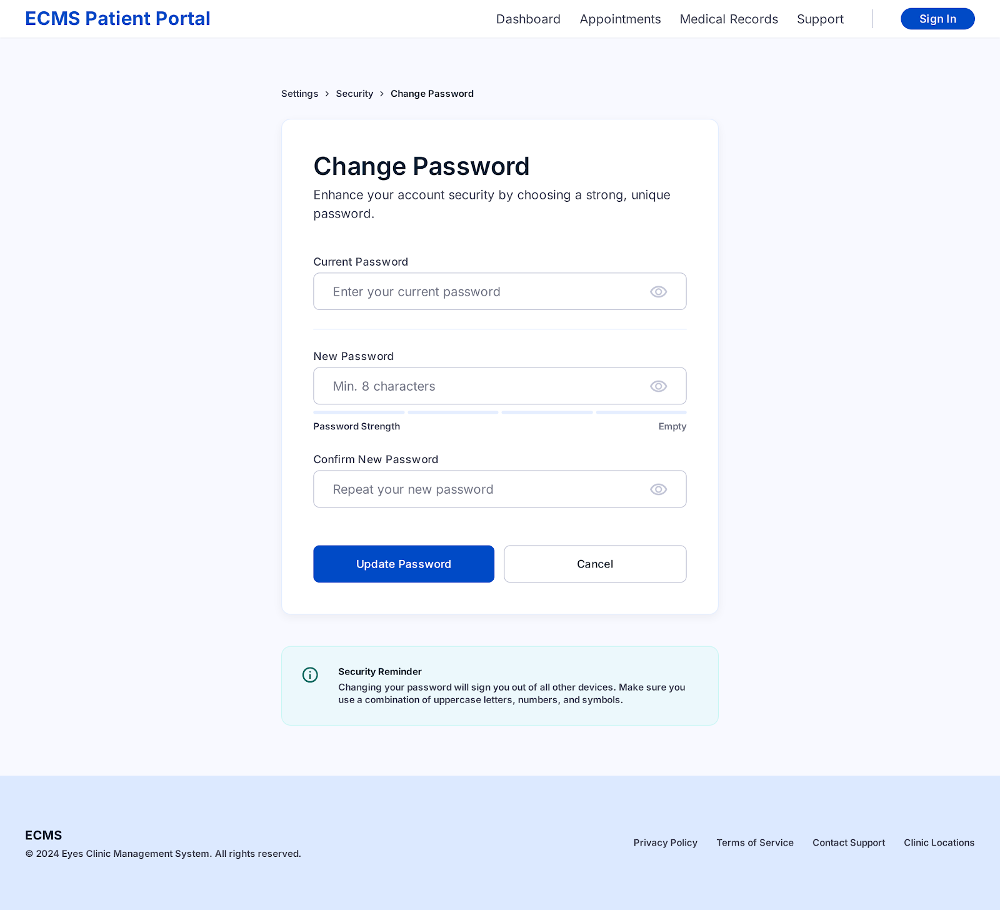 ECMS Patient Portal
Dashboard
Appointments
Medical Records
Support
Sign In
Settings > Security > Change Password
Change Password
Enhance your account security by choosing a strong, unique
password.
Current Password
Enter your current password
New Password
Min. 8 characters
Password Strength
Empty
Confirm New Password
Repeat your new password
Update Password
Cancel
Security Reminder
Changing your password will sign you out of all other devices. Make sure you
use a combination of uppercase letters, numbers, and symbols.
ECMS
© 2024 Eyes Clinic Management System. All rights reserved.
Privacy Policy
Terms of Service
Contact Support
Clinic Locations